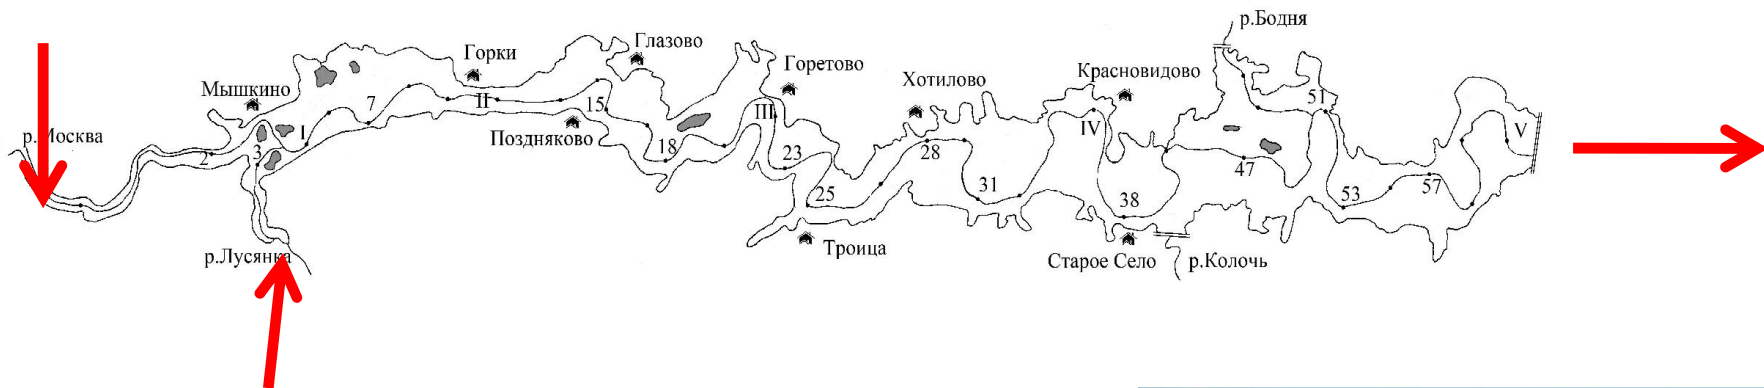 р.Бодня
Глазово
Горки
Горетово
Мышкино
Хотилово
Красновидово
р.Москва
2
3
I
7
II
Поздняково
15
18
III
23
25
28
31
IV
38
47
51
53
57
V
р.Лусянка
Троица
Старое Село
р.Колочь